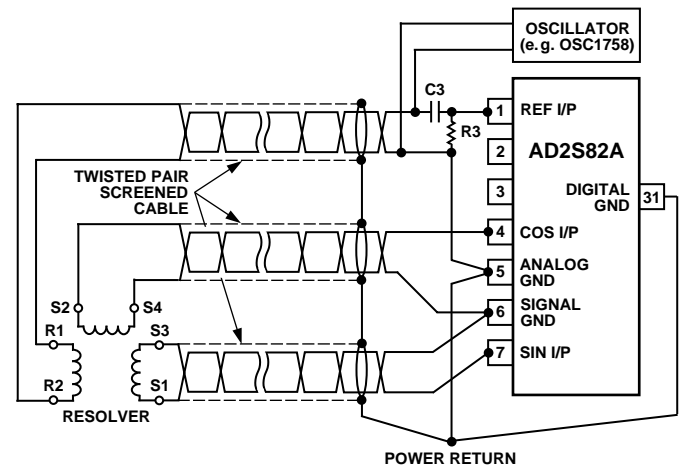 OSCILLATOR
(e.g. OSC1758)
C3
R3
1 REF I/P
2 AD2S82A
3
DIGITAL
GND 31
4 COS I/P
5 ANALOG
GND
6 SIGNAL
GND
7 SIN I/P
TWISTED PAIR
SCREENED
CABLE
S2 S4
R1 S3
R2 S1
RESOLVER
POWER RETURN